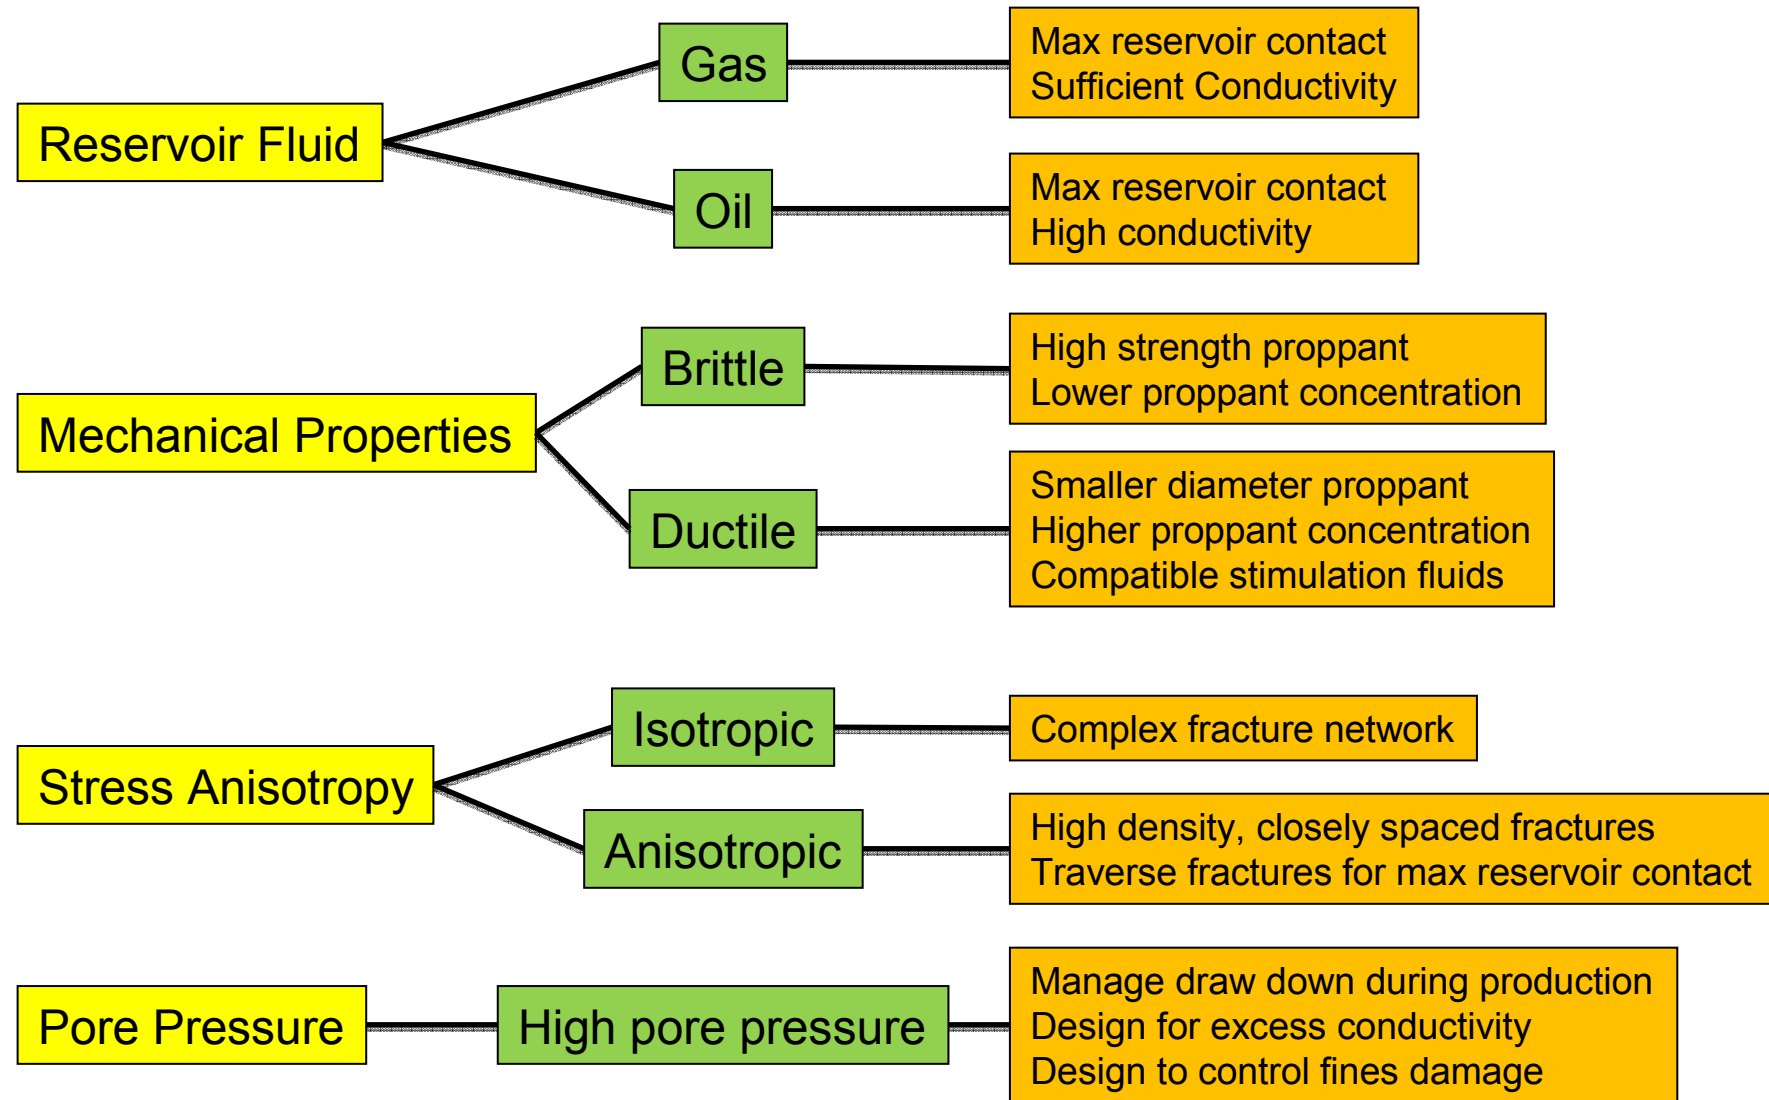 Reservoir Fluid
Gas
Max reservoir contact
Sufficient Conductivity
Oil
Max reservoir contact
High conductivity
Mechanical Properties
Brittle
High strength proppant
Lower proppant concentration
Ductile
Smaller diameter proppant
Higher proppant concentration
Compatible stimulation fluids
Stress Anisotropy
Isotropic
Complex fracture network
Anisotropic
High density, closely spaced fractures
Traverse fractures for max reservoir contact
Pore Pressure
High pore pressure
Manage draw down during production
Design for excess conductivity
Design to control fines damage